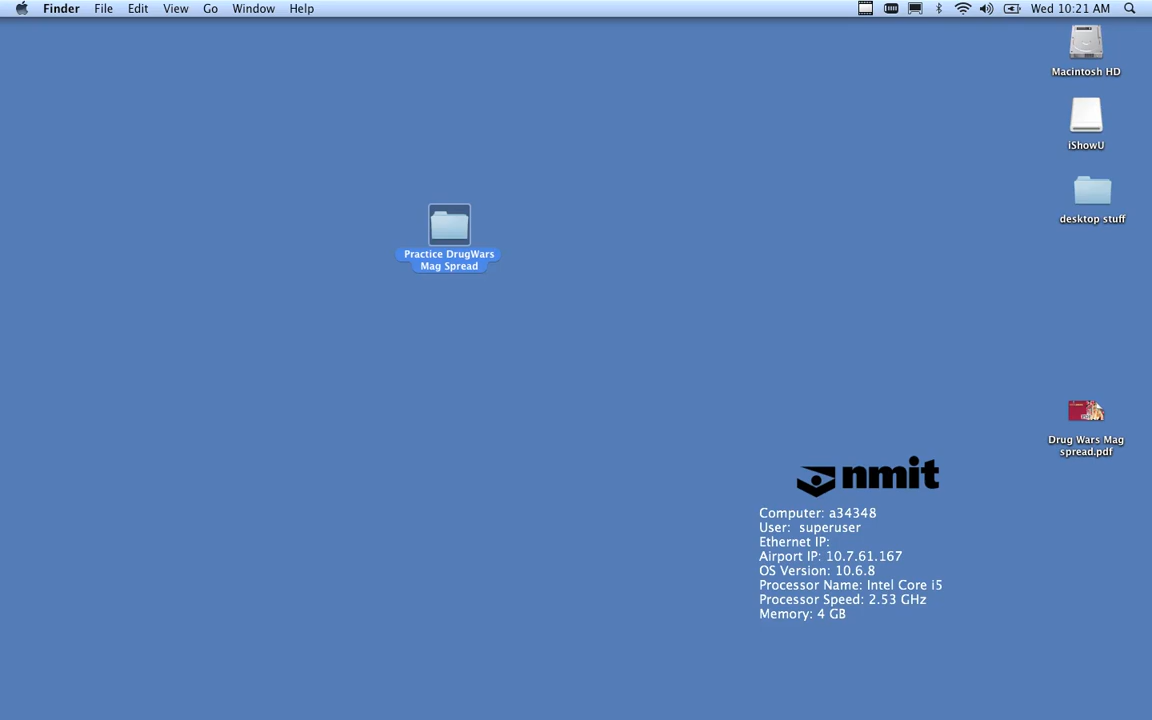 Finder File Edit View Go Window Help Wed 10:21 AM
Macintosh HD
iShowU
desktop stuff
Practice DrugWars
Mag Spread
Drug Wars Mag
spread.pdf
nmit
Computer: a34348
User: superuser
Ethernet IP:
Airport IP: 10.7.61.167
OS Version: 10.6.8
Processor Name: Intel Core i5
Processor Speed: 2.53 GHz
Memory: 4 GB